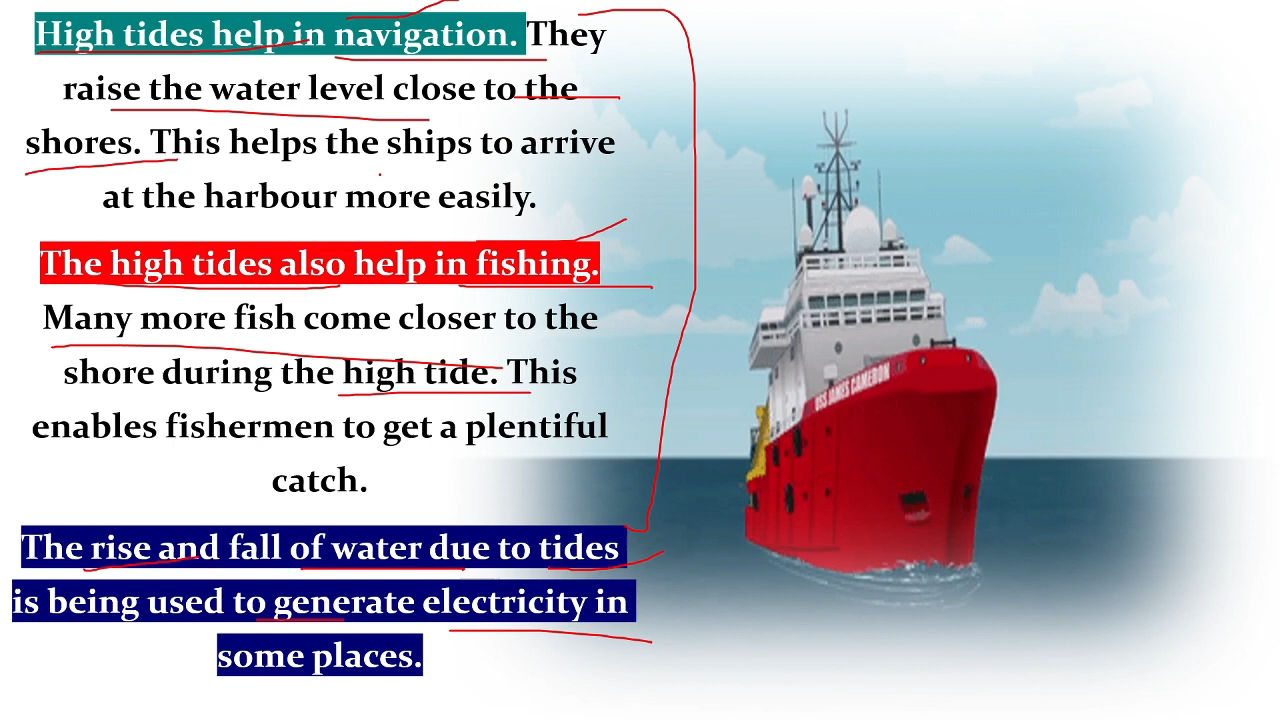 High tides help in navigation. They
raise the water level close to the
shores. This helps the ships to arrive
at the harbour more easily.
The high tides also help in fishing.
Many more fish come closer to the
shore during the high tide. This
enables fishermen to get a plentiful
catch.
The rise and fall of water due to tides
is being used to generate electricity in
some places.
USS JAMES CAMERON